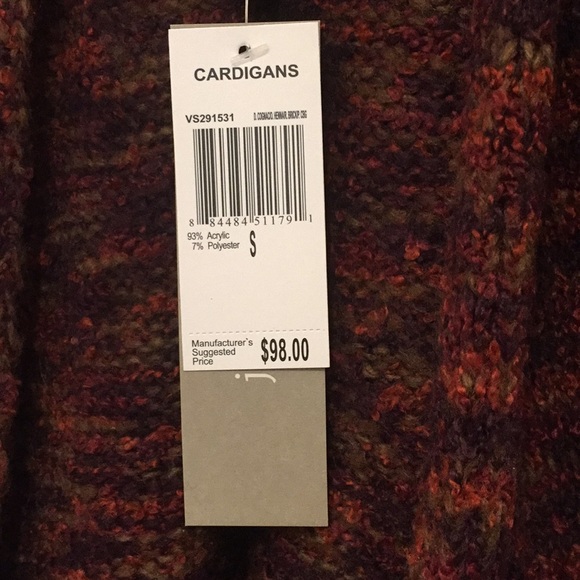 CARDIGANS
VS291531
8 84484 51179 1
93% Acrylic
7% Polyester
S
Manufacturer`s
Suggested
Price
$98.00
j